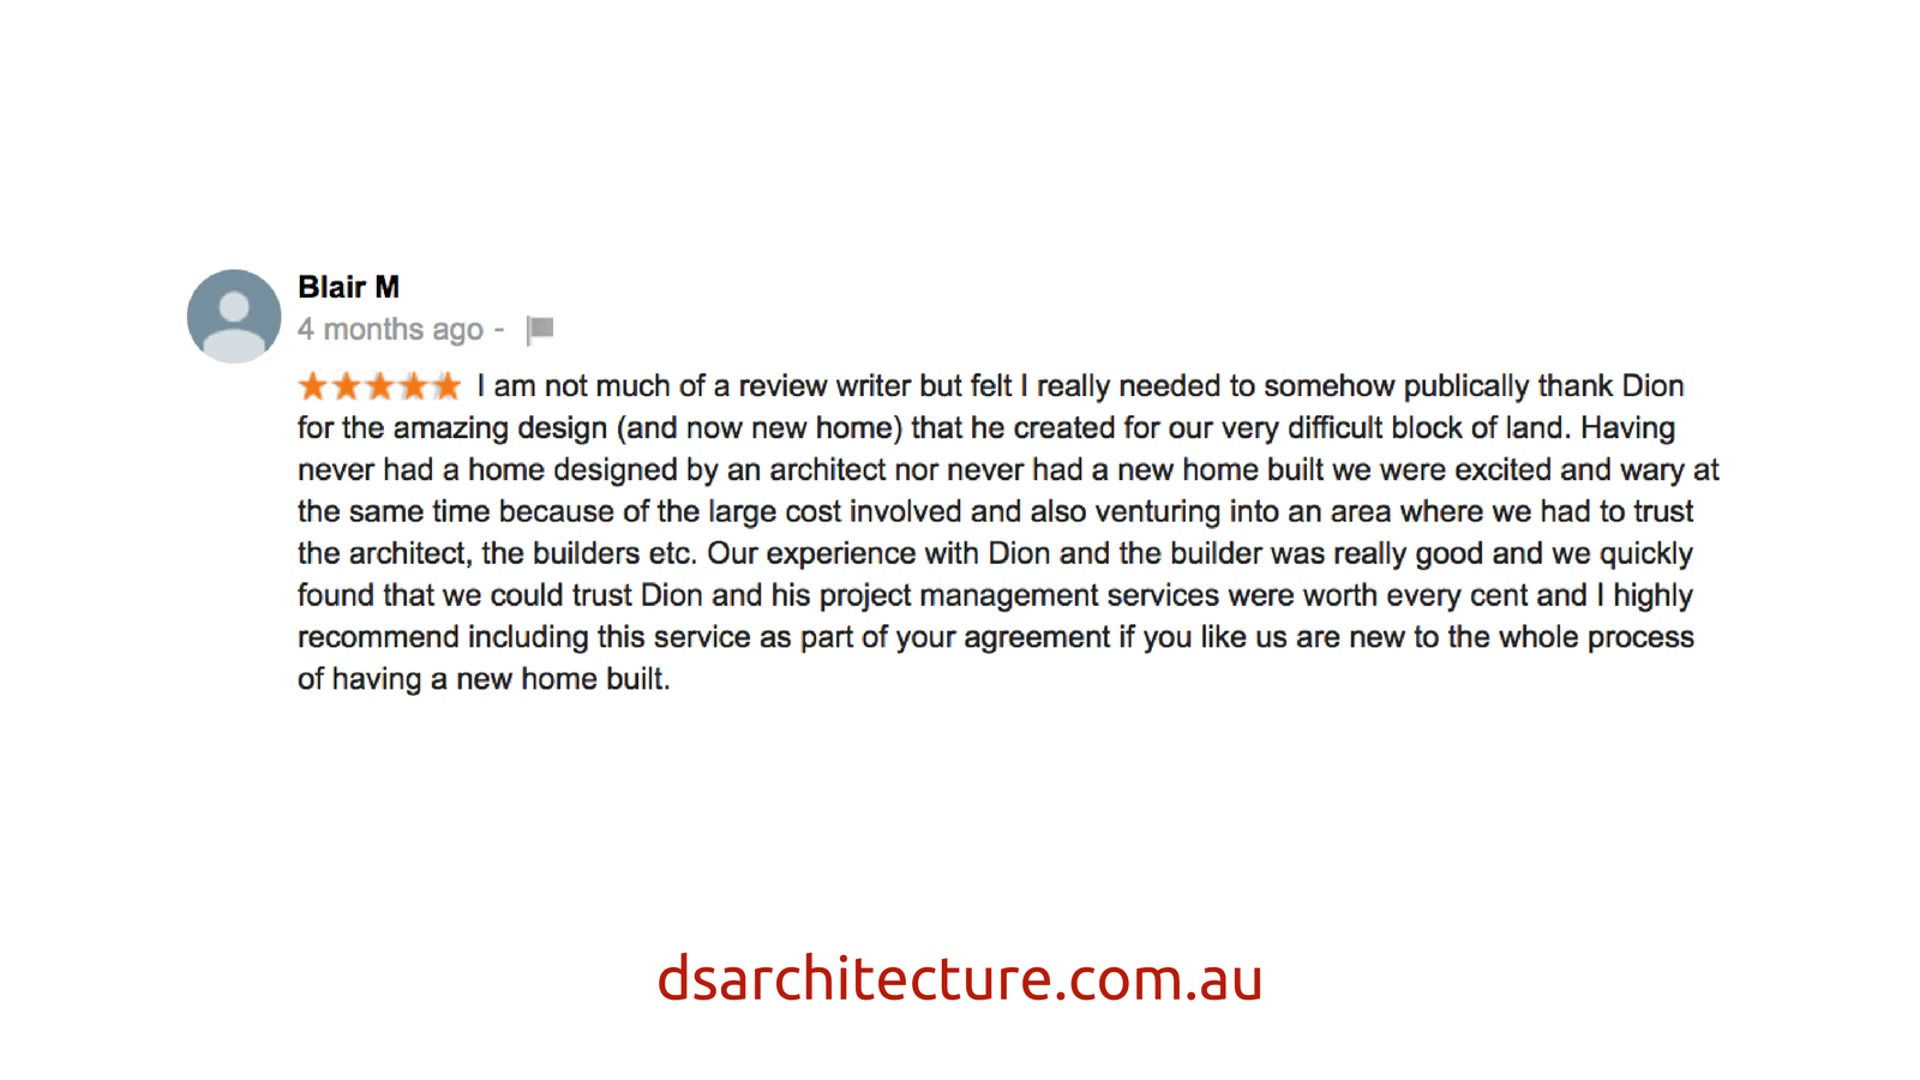 Blair M
4 months ago -
I am not much of a review writer but felt I really needed to somehow publically thank Dion
for the amazing design (and now new home) that he created for our very difficult block of land. Having
never had a home designed by an architect nor never had a new home built we were excited and wary at
the same time because of the large cost involved and also venturing into an area where we had to trust
the architect, the builders etc. Our experience with Dion and the builder was really good and we quickly
found that we could trust Dion and his project management services were worth every cent and I highly
recommend including this service as part of your agreement if you like us are new to the whole process
of having a new home built.
dsarchitecture.com.au